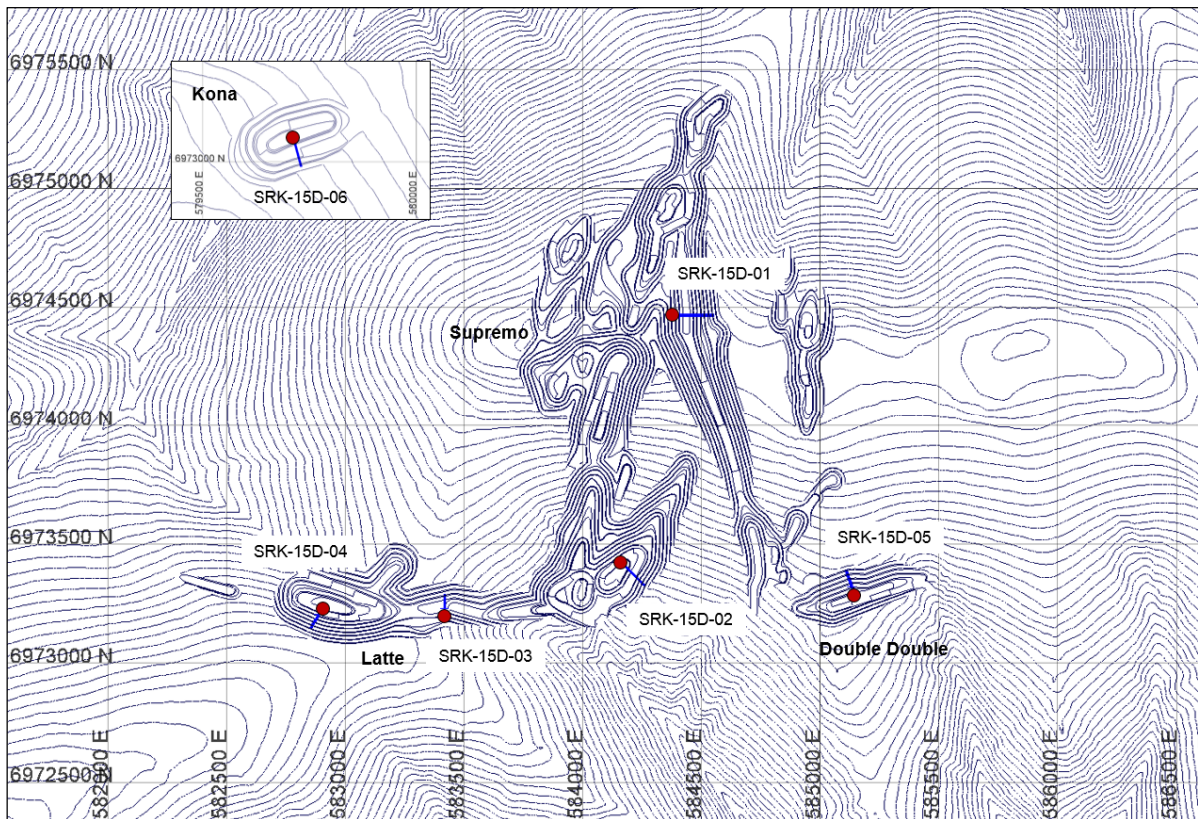 6975500 N
Kona
6973000 N
579500 E
580000 E
SRK-15D-06
6975000 N
SRK-15D-01
6974500 N
Supremo
6974000 N
6973500 N
SRK-15D-04
SRK-15D-05
SRK-15D-02
6973000 N
Latte
SRK-15D-03
Double Double
6972500 N
582000 E
582500 E
583000 E
583500 E
584000 E
584500 E
585000 E
585500 E
586000 E
586500 E